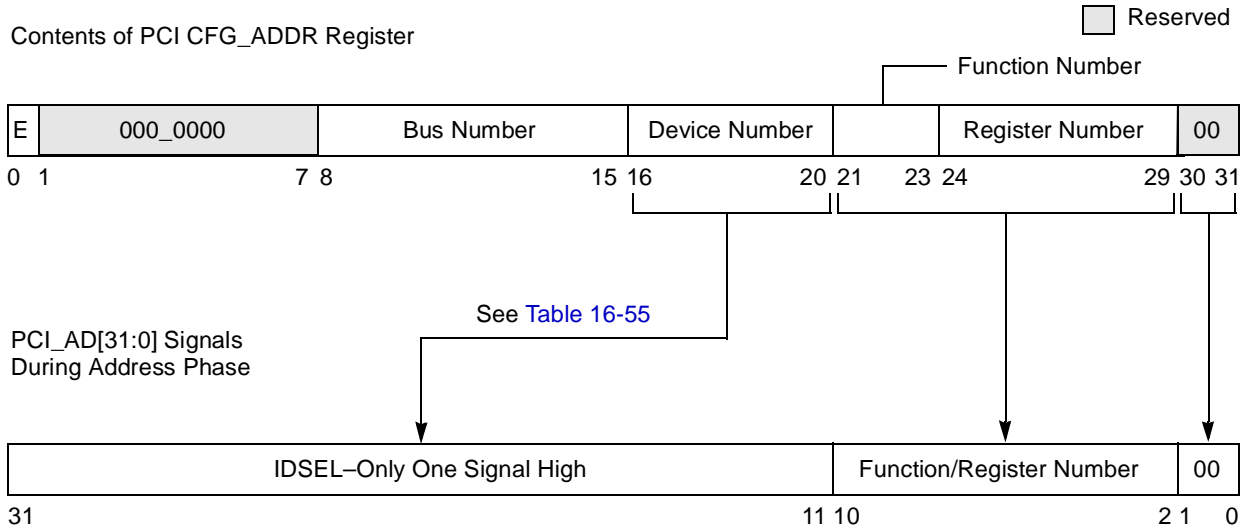 Reserved
Contents of PCI CFG_ADDR Register
Function Number
E 000_0000 Bus Number Device Number Register Number 00
0 1 7 8 15 16 20 21 23 24 29 30 31
See Table 16-55
PCI_AD[31:0] Signals
During Address Phase
IDSEL–Only One Signal High Function/Register Number 00
31 11 10 2 1 0